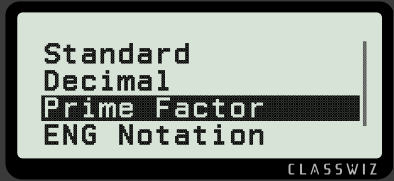 Standard
Decimal
Prime Factor
ENG Notation
CLASSWIZ